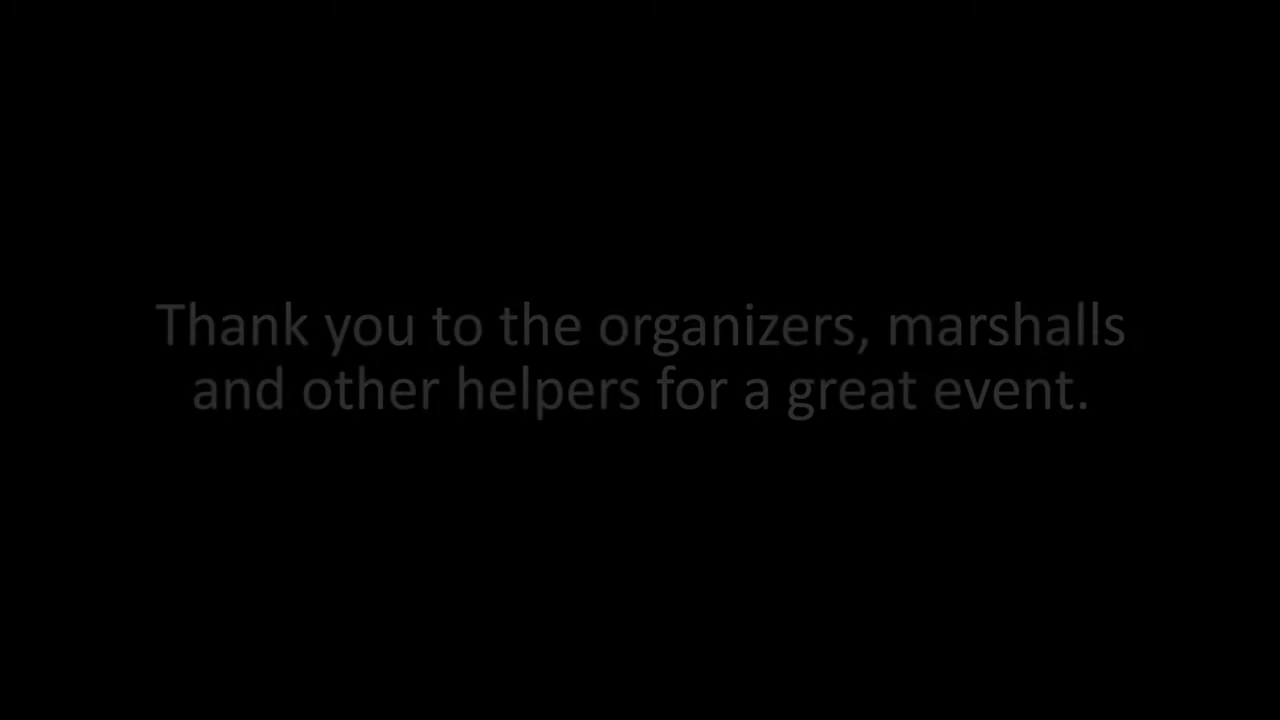 Thank you to the organizers, marshalls
and other helpers for a great event.